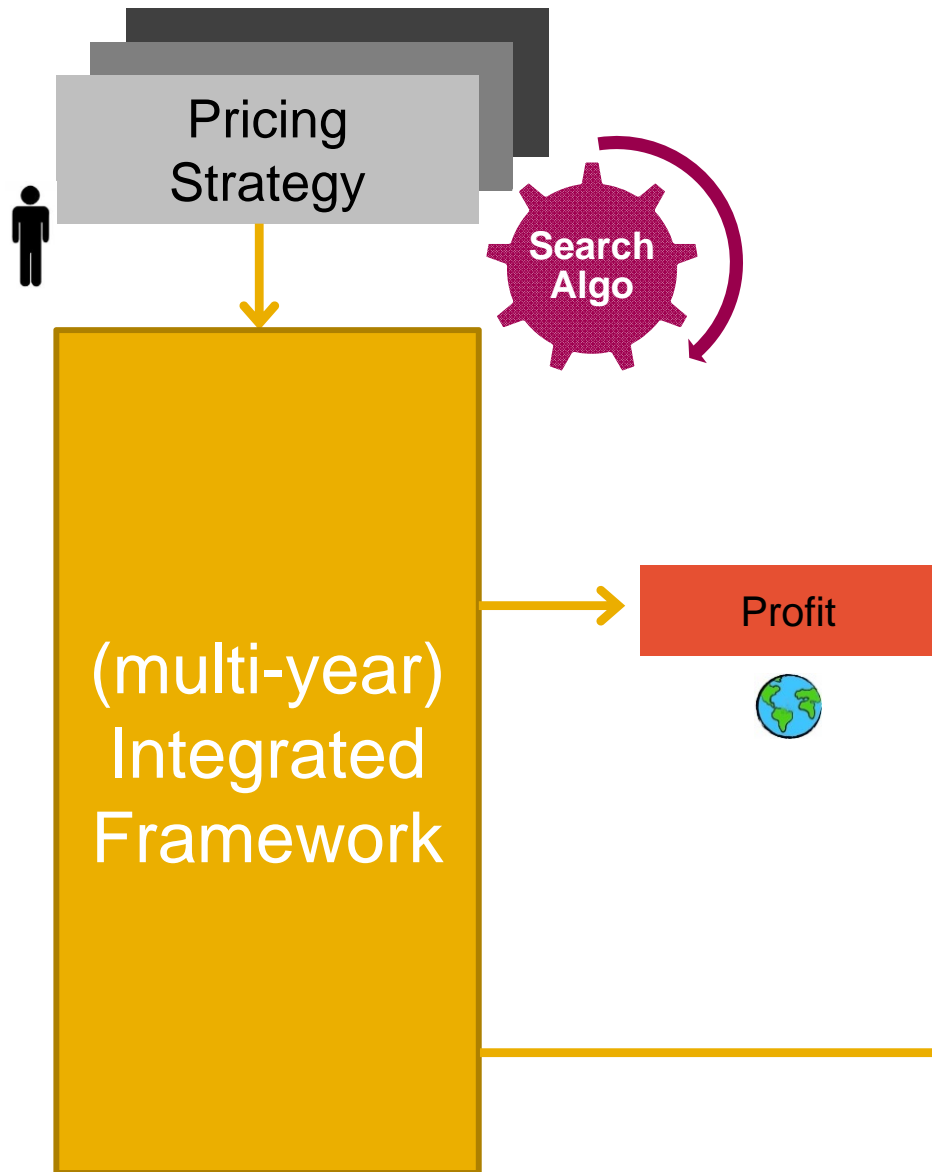 Pricing
Strategy
Search
Algo
Profit
(multi-year)
Integrated
Framework